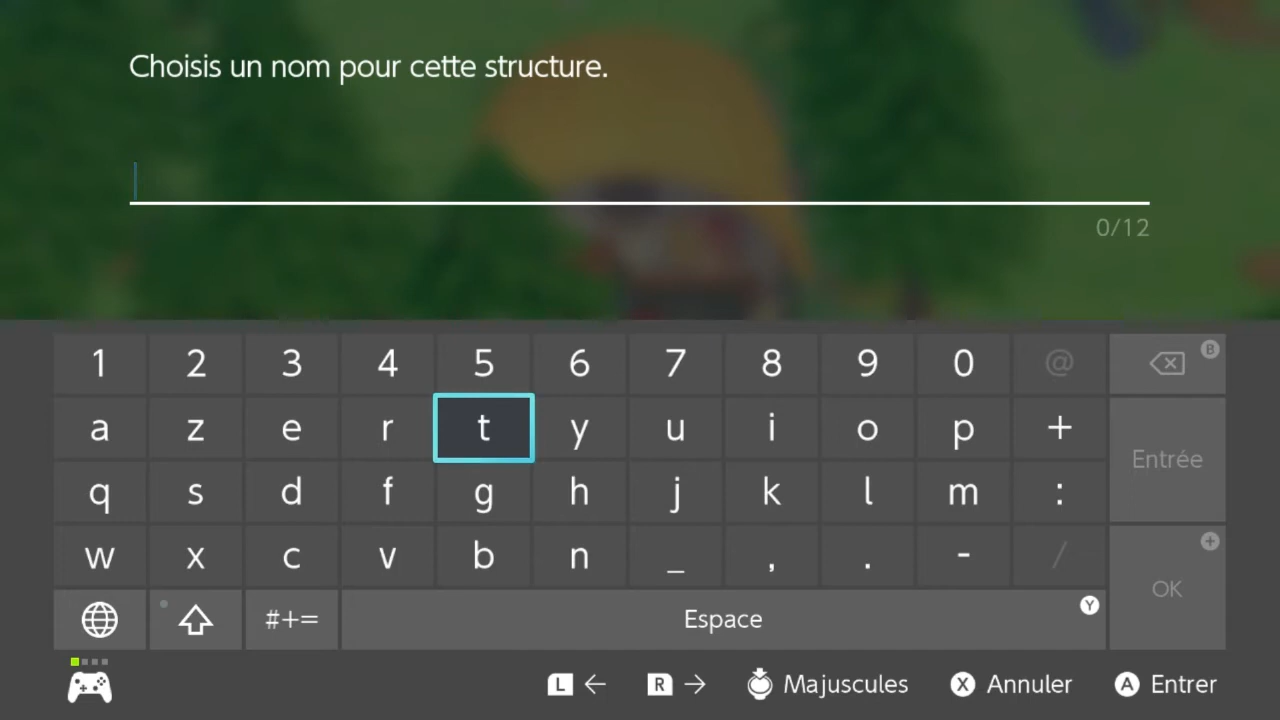 Choisis un nom pour cette structure.
0/12
1 2 3 4 5 6 7 8 9 0 @ B
a z e r t y u i o p +
Entrée
q s d f g h j k l m :
w x c v b n _ , . - /
OK
#+= Espace Y
L ← R → Majuscules X Annuler A Entrer